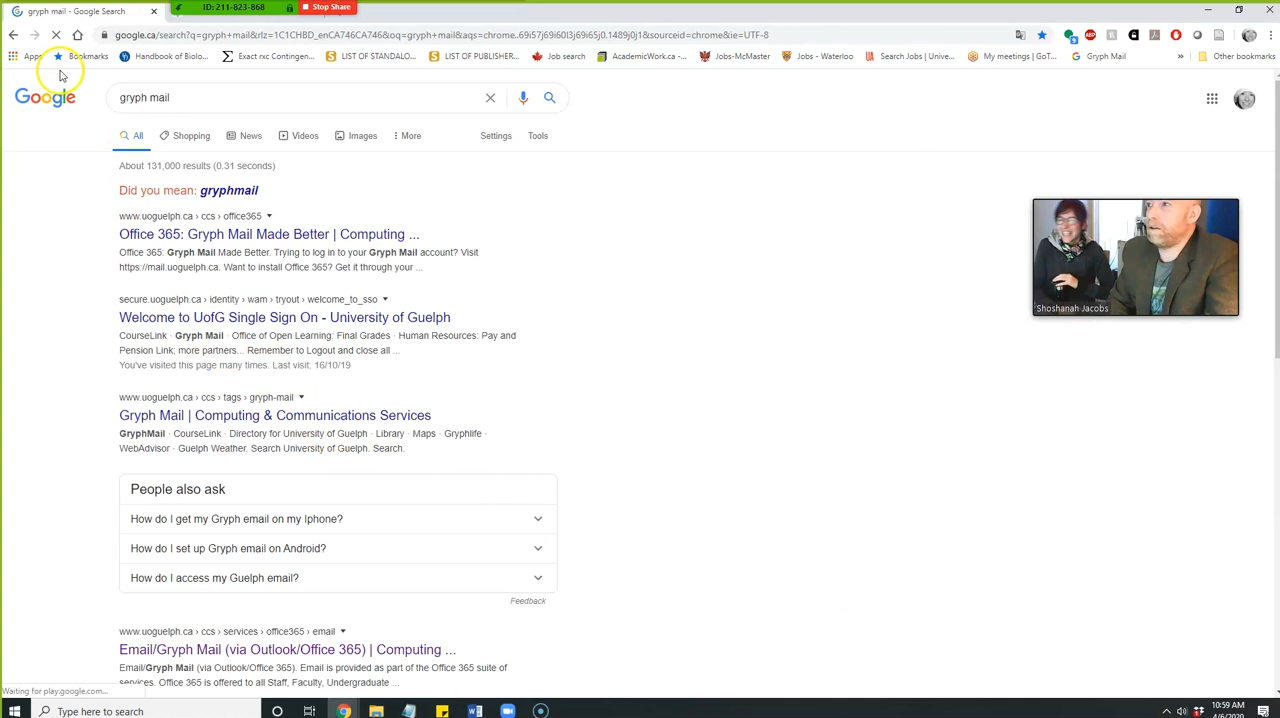 gryph mail - Google Search
ID: 211-823-868
Stop Share
google.ca/search?q=gryph+mail&rlz=1C1CHBD_enCA746CA746&oq=gryph+mail&aqs=chrome..69i57j69i60l3j69i65j0.1489j0j1&sourceid=chrome&ie=UTF-8
Apps Bookmarks Handbook of Biolo... Exact rxc Contingen... LIST OF STANDALO... LIST OF PUBLISHER... Job search AcademicWork.ca -... Jobs-McMaster Jobs - Waterloo Search Jobs | Unive... My meetings | GoT... Gryph Mail » Other bookmarks
Google
gryph mail
All Shopping News Videos Images More Settings Tools
About 131,000 results (0.31 seconds)
Did you mean: gryphmail
www.uoguelph.ca › ccs › office365
Office 365: Gryph Mail Made Better | Computing ...
Office 365: Gryph Mail Made Better. Trying to log in to your Gryph Mail account? Visit
https://mail.uoguelph.ca. Want to install Office 365? Get it through your ...
secure.uoguelph.ca › identity › wam › tryout › welcome_to_sso
Welcome to UofG Single Sign On - University of Guelph
CourseLink · Gryph Mail · Office of Open Learning: Final Grades · Human Resources: Pay and
Pension Link; more partners... Remember to Logout and close all ...
You've visited this page many times. Last visit: 16/10/19
www.uoguelph.ca › ccs › tags › gryph-mail
Gryph Mail | Computing & Communications Services
GryphMail · CourseLink · Directory for University of Guelph · Library · Maps · Gryphlife ·
WebAdvisor · Guelph Weather. Search University of Guelph. Search.
People also ask
How do I get my Gryph email on my Iphone?
How do I set up Gryph email on Android?
How do I access my Guelph email?
Feedback
www.uoguelph.ca › ccs › services › office365 › email
Email/Gryph Mail (via Outlook/Office 365) | Computing ...
Email/Gryph Mail (via Outlook/Office 365). Email is provided as part of the Office 365 suite of
services. Office 365 is offered to all Staff, Faculty, Undergraduate ...
Shoshanah Jacobs
Waiting for play.google.com...
Type here to search
10:59 AM
4/6/2020